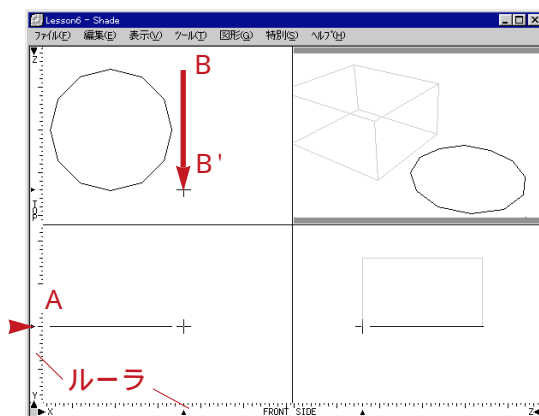 Lesson6 - Shade
ファイル(F) 編集(E) 表示(V) ツール(T) 図形(G) 特別(S) ヘルプ(H)
Z
B
B'
TOP
A
ルーラ
Y
X FRONT SIDE Z